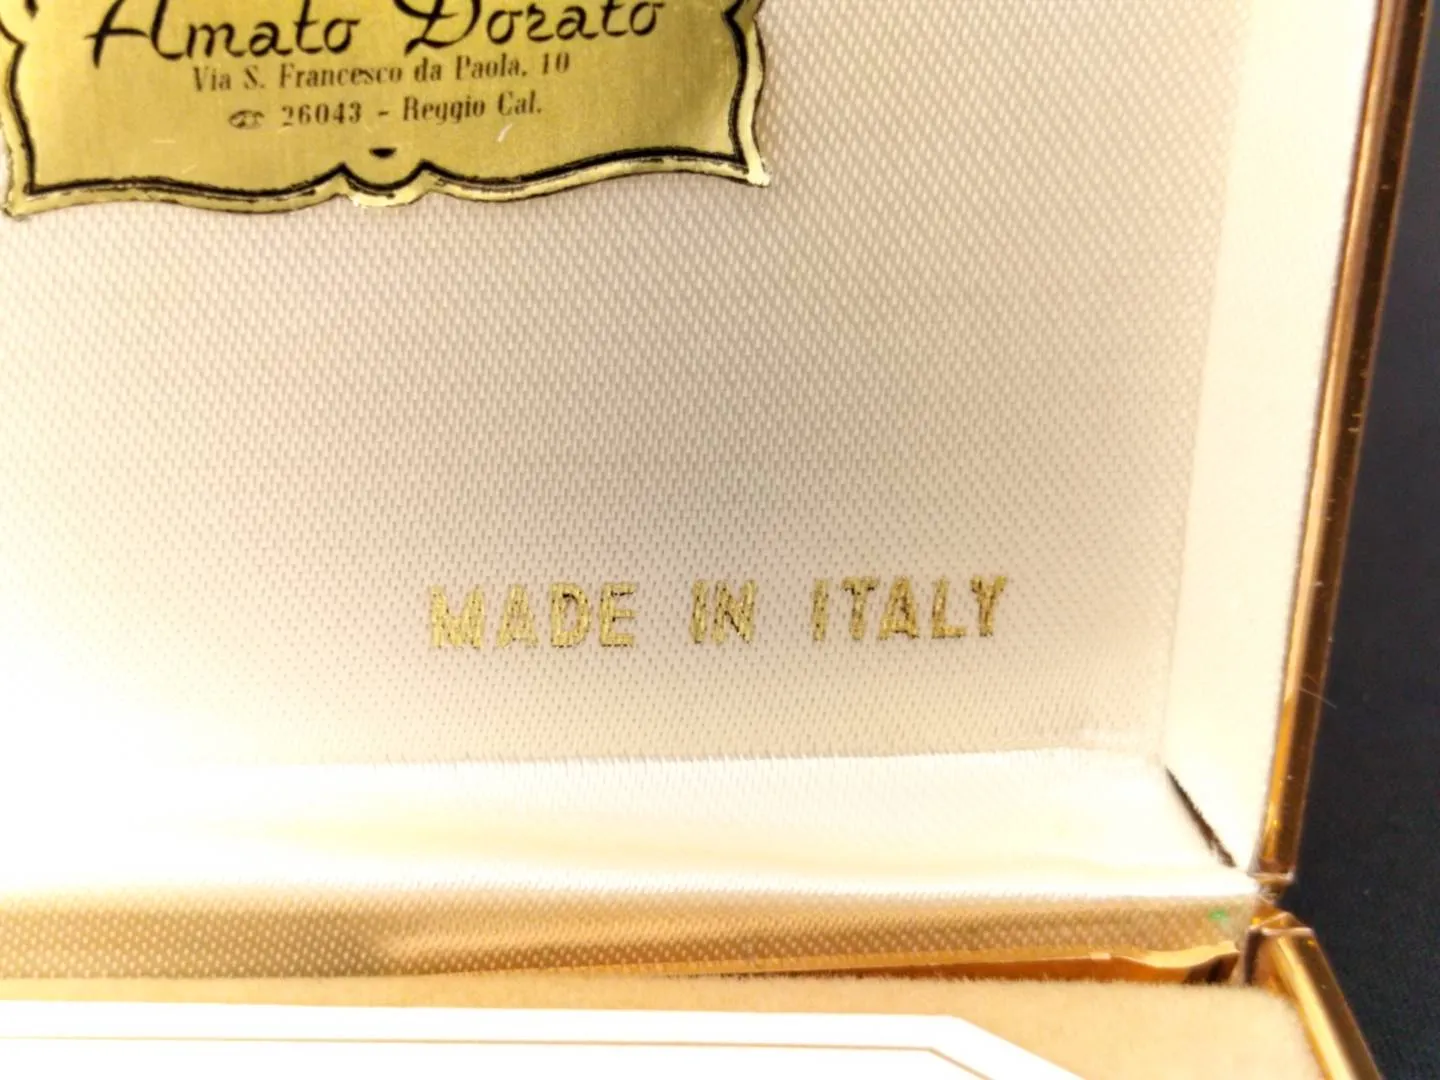 Amato Dorato
Via S. Francesco da Paola, 10
☎ 26043 - Reggio Cal.
MADE IN ITALY